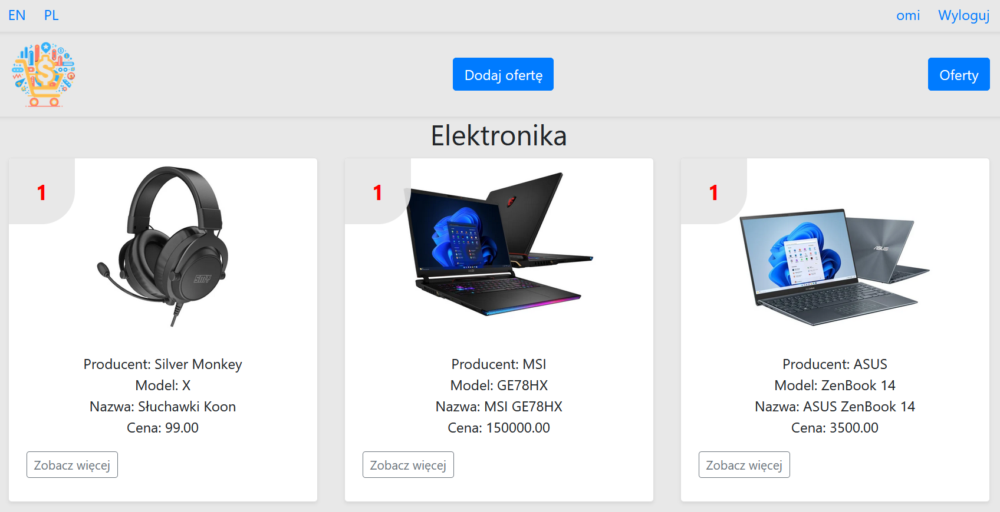 EN PL omi Wyloguj
Dodaj ofertę Oferty
Elektronika
1
Producent: Silver Monkey
Model: X
Nazwa: Słuchawki Koon
Cena: 99.00
Zobacz więcej
1
Producent: MSI
Model: GE78HX
Nazwa: MSI GE78HX
Cena: 150000.00
Zobacz więcej
1
ASUS
Producent: ASUS
Model: ZenBook 14
Nazwa: ASUS ZenBook 14
Cena: 3500.00
Zobacz więcej